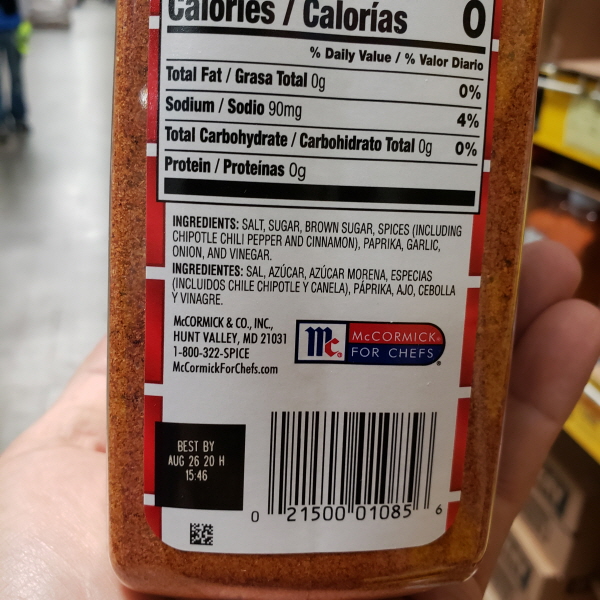 Calories / Calorías 0
% Daily Value / % Valor Diario
Total Fat / Grasa Total 0g 0%
Sodium / Sodio 90mg 4%
Total Carbohydrate / Carbohidrato Total 0g 0%
Protein / Proteínas 0g
INGREDIENTS: SALT, SUGAR, BROWN SUGAR, SPICES (INCLUDING
CHIPOTLE CHILI PEPPER AND CINNAMON), PAPRIKA, GARLIC,
ONION, AND VINEGAR.
INGREDIENTES: SAL, AZÚCAR, AZÚCAR MORENA, ESPECIAS
(INCLUIDOS CHILE CHIPOTLE Y CANELA), PÁPRIKA, AJO, CEBOLLA
Y VINAGRE.
McCORMICK & CO., INC.,
HUNT VALLEY, MD 21031
1-800-322-SPICE
McCormickForChefs.com
Mc.
McCORMICK®
FOR CHEFS®
BEST BY
AUG 26 20 H
15:46
0 21500 01085 6